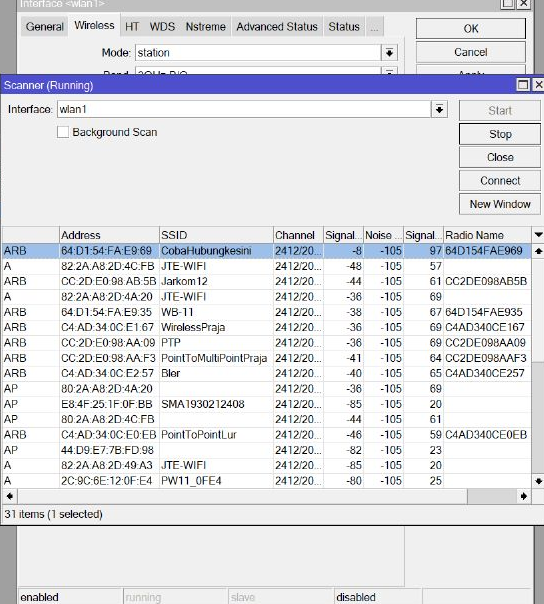 Interface <wlan1>
General Wireless HT WDS Nstreme Advanced Status Status ...
OK
Mode: station
Cancel
Scanner (Running)
Interface: wlan1
Start
Background Scan
Stop
Close
Connect
New Window
Address SSID Channel Signal... Noise ... Signal... Radio Name
ARB 64:D1:54:FA:E9:69 CobaHubungkesini 2412/20... -8 -105 97 64D154FAE969
A 82:2A:A8:2D:4C:FB JTE-WIFI 2412/20... -48 -105 57
ARB CC:2D:E0:98:AB:5B Jarkom12 2412/20... -44 -105 61 CC2DE098AB5B
A 82:2A:A8:2D:4A:20 JTE-WIFI 2412/20... -36 -105 69
ARB 64:D1:54:FA:E9:35 WB-11 2412/20... -38 -105 67 64D154FAE935
ARB C4:AD:34:0C:E1:67 WirelesPraja 2412/20... -36 -105 69 C4AD340CE167
ARB CC:2D:E0:98:AA:09 PTP 2412/20... -36 -105 69 CC2DE098AA09
ARB CC:2D:E0:98:AA:F3 PointToMultiPointPraja 2412/20... -41 -105 64 CC2DE098AAF3
ARB C4:AD:34:0C:E2:57 Bler 2412/20... -40 -105 65 C4AD340CE257
AP 80:2A:A8:2D:4A:20 2412/20... -36 -105 69
AP E8:4F:25:1F:0F:BB SMA1930212408 2412/20... -85 -105 20
AP 80:2A:A8:2D:4C:FB 2412/20... -44 -105 61
ARB C4:AD:34:0C:E0:EB PointToPointLur 2412/20... -46 -105 59 C4AD340CE0EB
AP 44:D9:E7:7B:FD:98 2412/20... -82 -105 23
A 82:2A:A8:2D:49:A3 JTE-WIFI 2412/20... -85 -105 20
A 2C:9C:6E:12:0F:E4 PW11_0FE4 2412/20... -80 -105 25
31 items (1 selected)
enabled running slave disabled